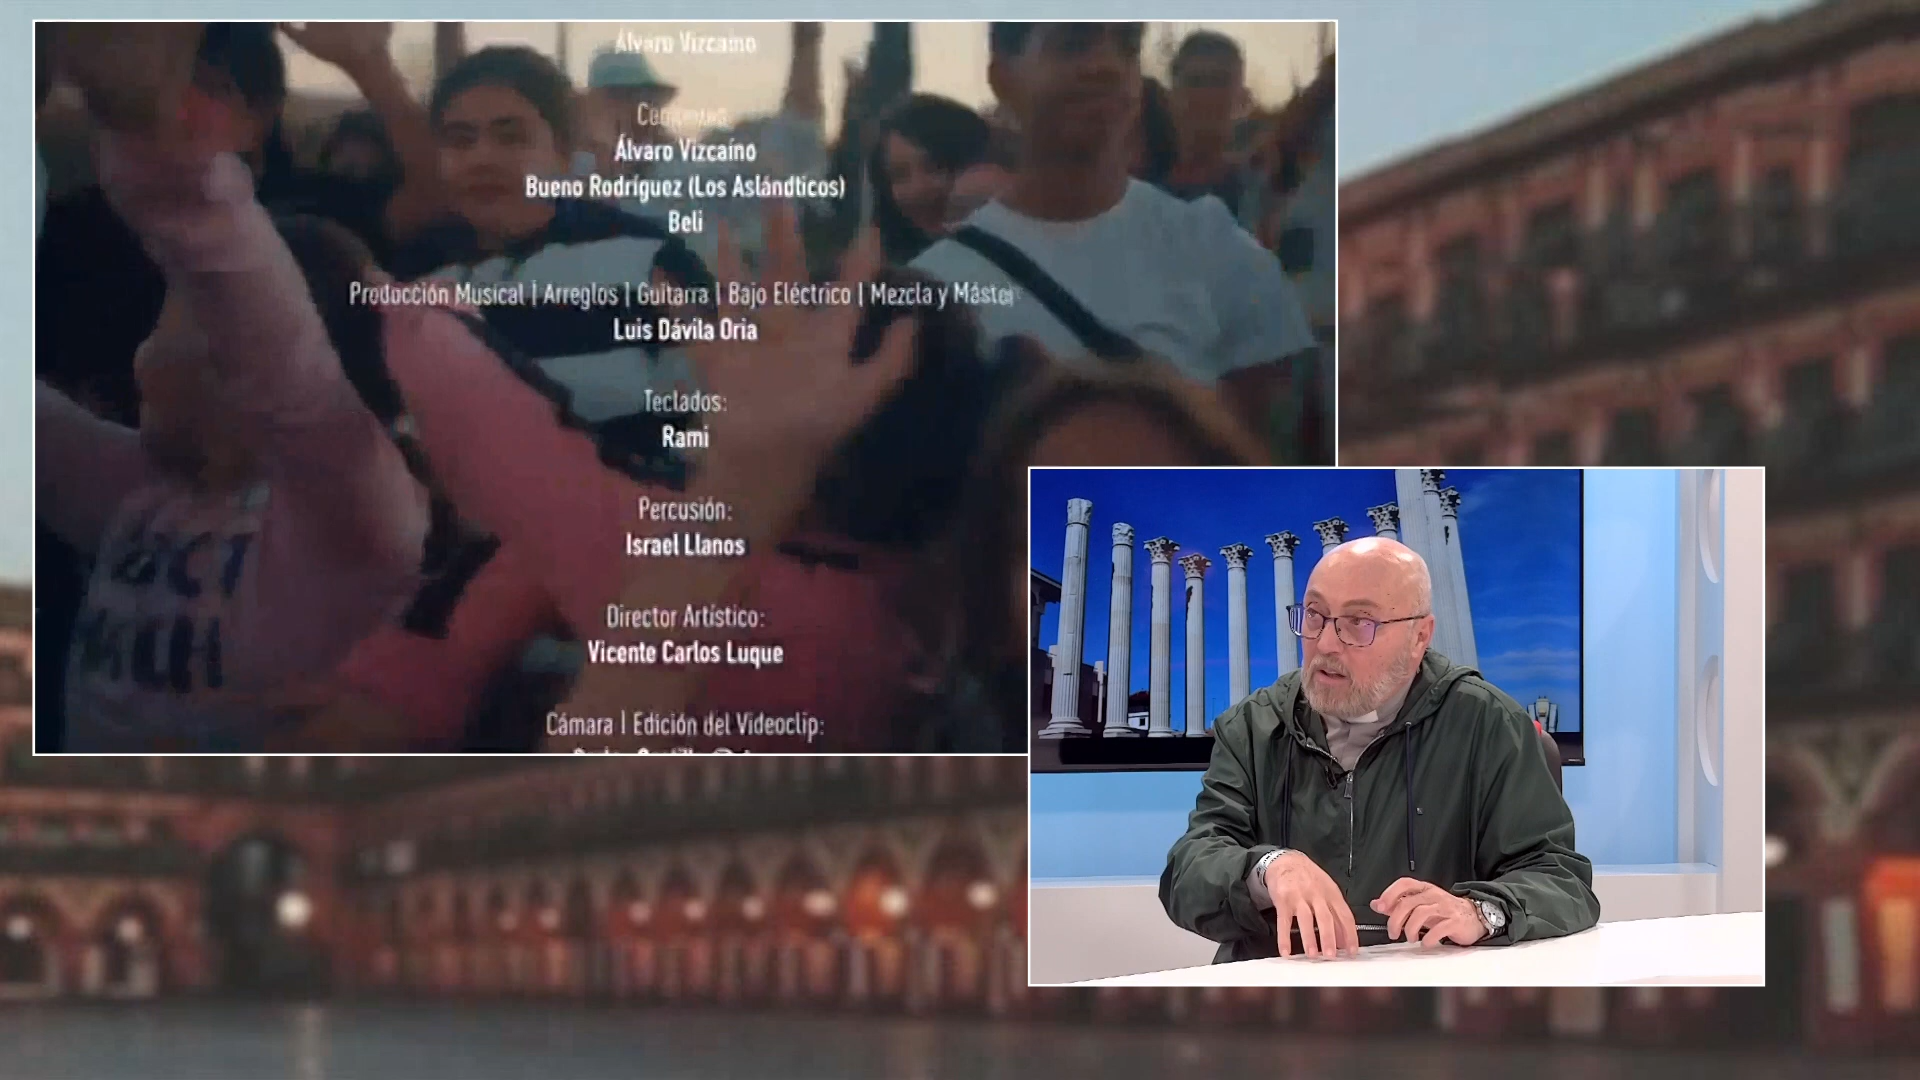 Álvaro Vizcaíno
Álvaro Vizcaíno
Bueno Rodríguez (Los Aslándticos)
Beli
Producción Musical | Arreglos | Guitarra | Bajo Eléctrico | Mezcla y Máster
Luis Dávila Oria
Teclados:
Rami
Percusión:
Israel Llanos
Director Artístico:
Vicente Carlos Luque
Cámara | Edición del Videoclip: